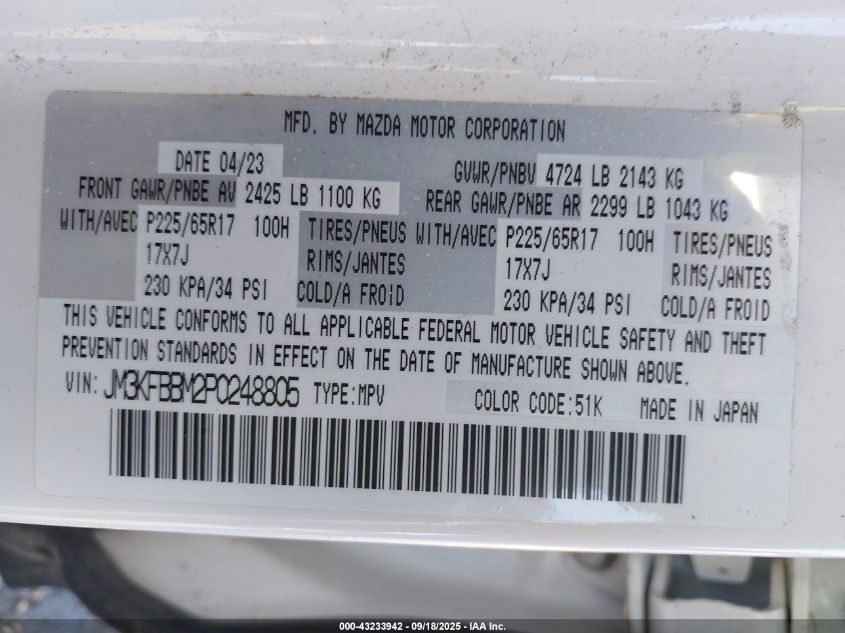 MFD. BY MAZDA MOTOR CORPORATION
DATE 04/23 GVWR/PNBV 4724 LB 2143 KG
FRONT GAWR/PNBE AV 2425 LB 1100 KG REAR GAWR/PNBE AR 2299 LB 1043 KG
WITH/AVEC P225/65R17 100H TIRES/PNEUS WITH/AVEC P225/65R17 100H TIRES/PNEUS
17X7J RIMS/JANTES 17X7J RIMS/JANTES
230 KPA/34 PSI COLD/A FROID 230 KPA/34 PSI COLD/A FROID
THIS VEHICLE CONFORMS TO ALL APPLICABLE FEDERAL MOTOR VEHICLE SAFETY AND THEFT
PREVENTION STANDARDS IN EFFECT ON THE DATE OF MANUFACTURE SHOWN ABOVE.
VIN: JM3KFBBM2P0248805 TYPE:MPV COLOR CODE:51K MADE IN JAPAN
000-43233942 - 09/18/2025 - IAA Inc.